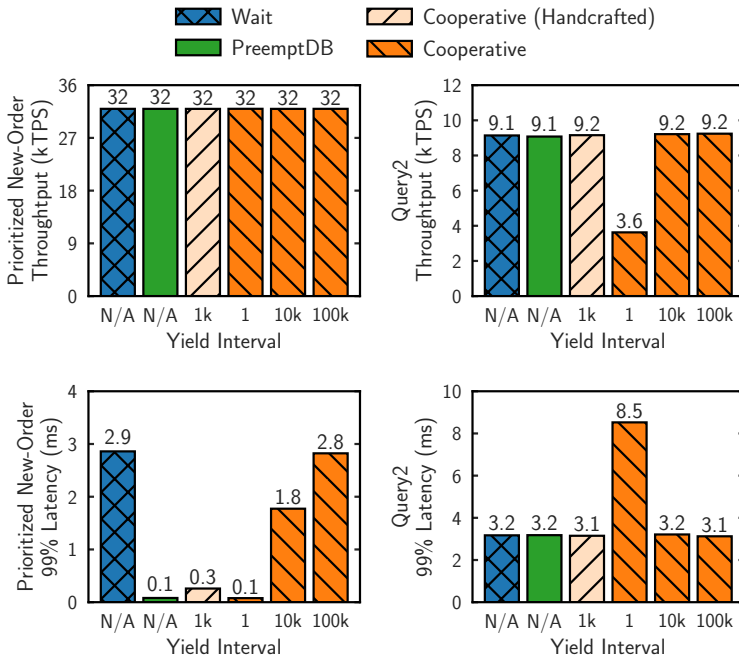 Wait
Cooperative (Handcrafted)
PreemptDB
Cooperative
Prioritized New-Order
Throughtput (kTPS)
36
27
18
9
0
32
32
32
32
32
32
N/A
N/A
1k
1
10k
100k
Yield Interval
Query2
Throughtput (kTPS)
12
10
8
6
4
2
0
9.1
9.1
9.2
3.6
9.2
9.2
N/A
N/A
1k
1
10k
100k
Yield Interval
Prioritized New-Order
99% Latency (ms)
4
3
2
1
0
2.9
0.1
0.3
0.1
1.8
2.8
N/A
N/A
1k
1
10k
100k
Yield Interval
Query2
99% Latency (ms)
10
8
6
4
2
0
3.2
3.2
3.1
8.5
3.2
3.1
N/A
N/A
1k
1
10k
100k
Yield Interval